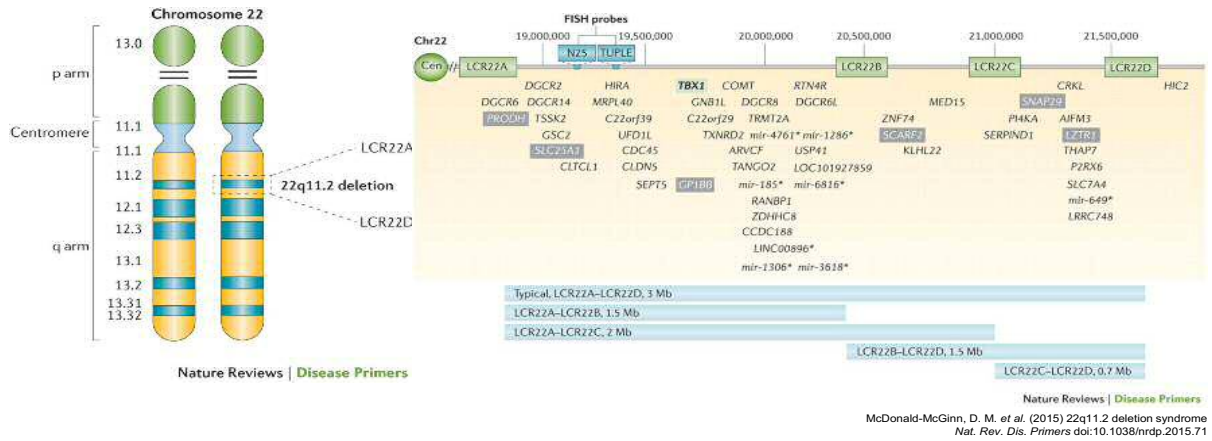 Chromosome 22
13.0
p arm
Centromere
11.1
11.1
11.2
12.1
12.3
q arm
13.1
13.2
13.31
13.32
LCR22A
22q11.2 deletion
LCR22D
Nature Reviews | Disease Primers
FISH probes
Chr22
19,000,000 19,500,000 20,000,000 20,500,000 21,000,000 21,500,000
N25 TUPLE
Cen LCR22A LCR22B LCR22C LCR22D
DGCR2 HIRA TBX1 COMT RTN4R CRKL HIC2
DGCR6 DGCR14 MRPL40 GNB1L DGCR8 DGCR6L MED15 SNAP29
PRODH TSSK2 C22orf39 C22orf29 TRMT2A ZNF74 PI4KA AIFM3
GSC2 UFD1L TXNRD2 mir-4761* mir-1286* SCARF2 SERPIND1 LZTR1
SLC25A1 CDC45 ARVCF USP41 KLHL22 THAP7
CLTCL1 CLDN5 TANGO2 LOC101927859 P2RX6
SEPT5 GP1BB mir-185* mir-6816* SLC7A4
RANBP1 mir-649*
ZDHHC8 LRRC748
CCDC188
LINC00896*
mir-1306* mir-3618*
Typical, LCR22A–LCR22D, 3 Mb
LCR22A–LCR22B, 1.5 Mb
LCR22A–LCR22C, 2 Mb
LCR22B–LCR22D, 1.5 Mb
LCR22C–LCR22D, 0.7 Mb
Nature Reviews | Disease Primers
McDonald-McGinn, D. M. et al. (2015) 22q11.2 deletion syndrome
Nat. Rev. Dis. Primers doi:10.1038/nrdp.2015.71